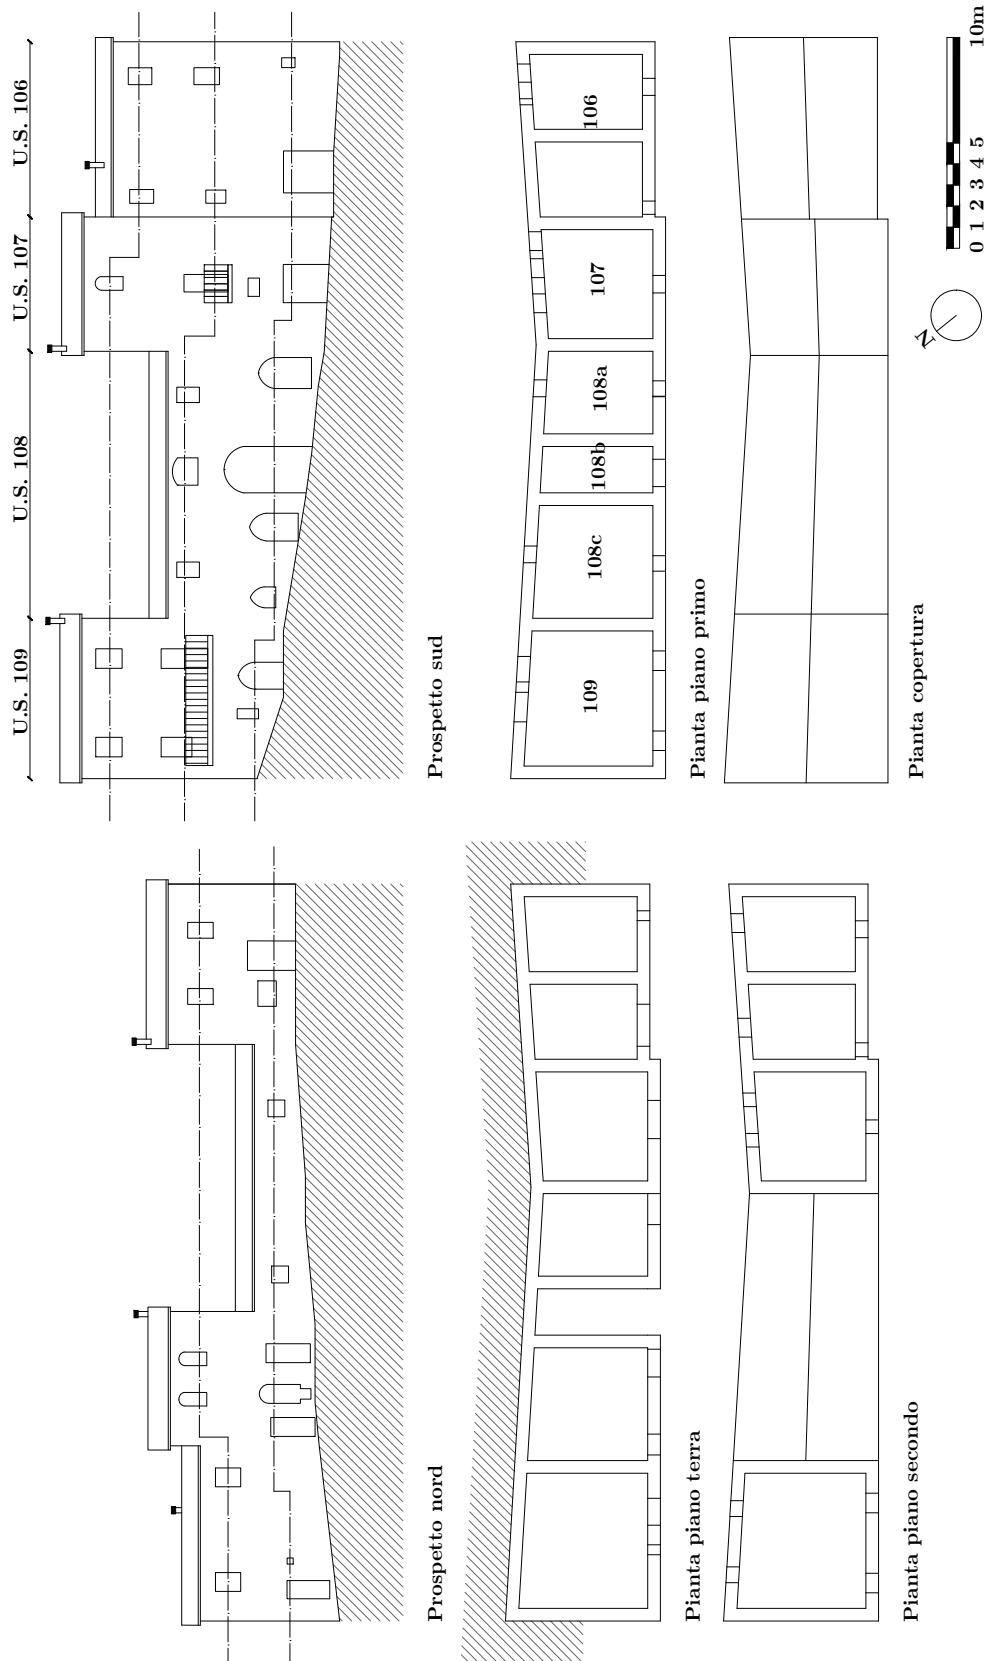 U.S. 109
U.S. 108
U.S. 107
U.S. 106
Prospetto nord
Prospetto sud
109
108c
108b
108a
107
106
Pianta piano terra
Pianta piano primo
Pianta piano secondo
Pianta copertura
N
0 1 2 3 4 5 10m